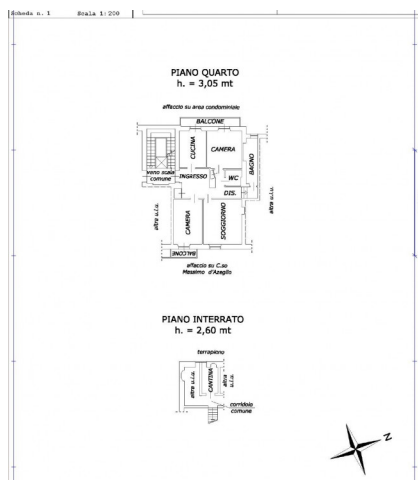 Scheda n. 1 Scala 1:200
PIANO QUARTO
h. = 3,05 mt
affaccio su area condominiale
BALCONE
CUCINA
CAMERA
BAGNO
vano scala
comune
INGRESSO
WC
DIS.
altra u.i.u.
altra u.i.u.
CAMERA
SOGGIORNO
BALCONE
affaccio su C.so
Massimo d'Azeglio
PIANO INTERRATO
h. = 2,60 mt
terrapieno
altra u.i.u.
CANTINA
altra
u.i.u.
corridoio
comune
N